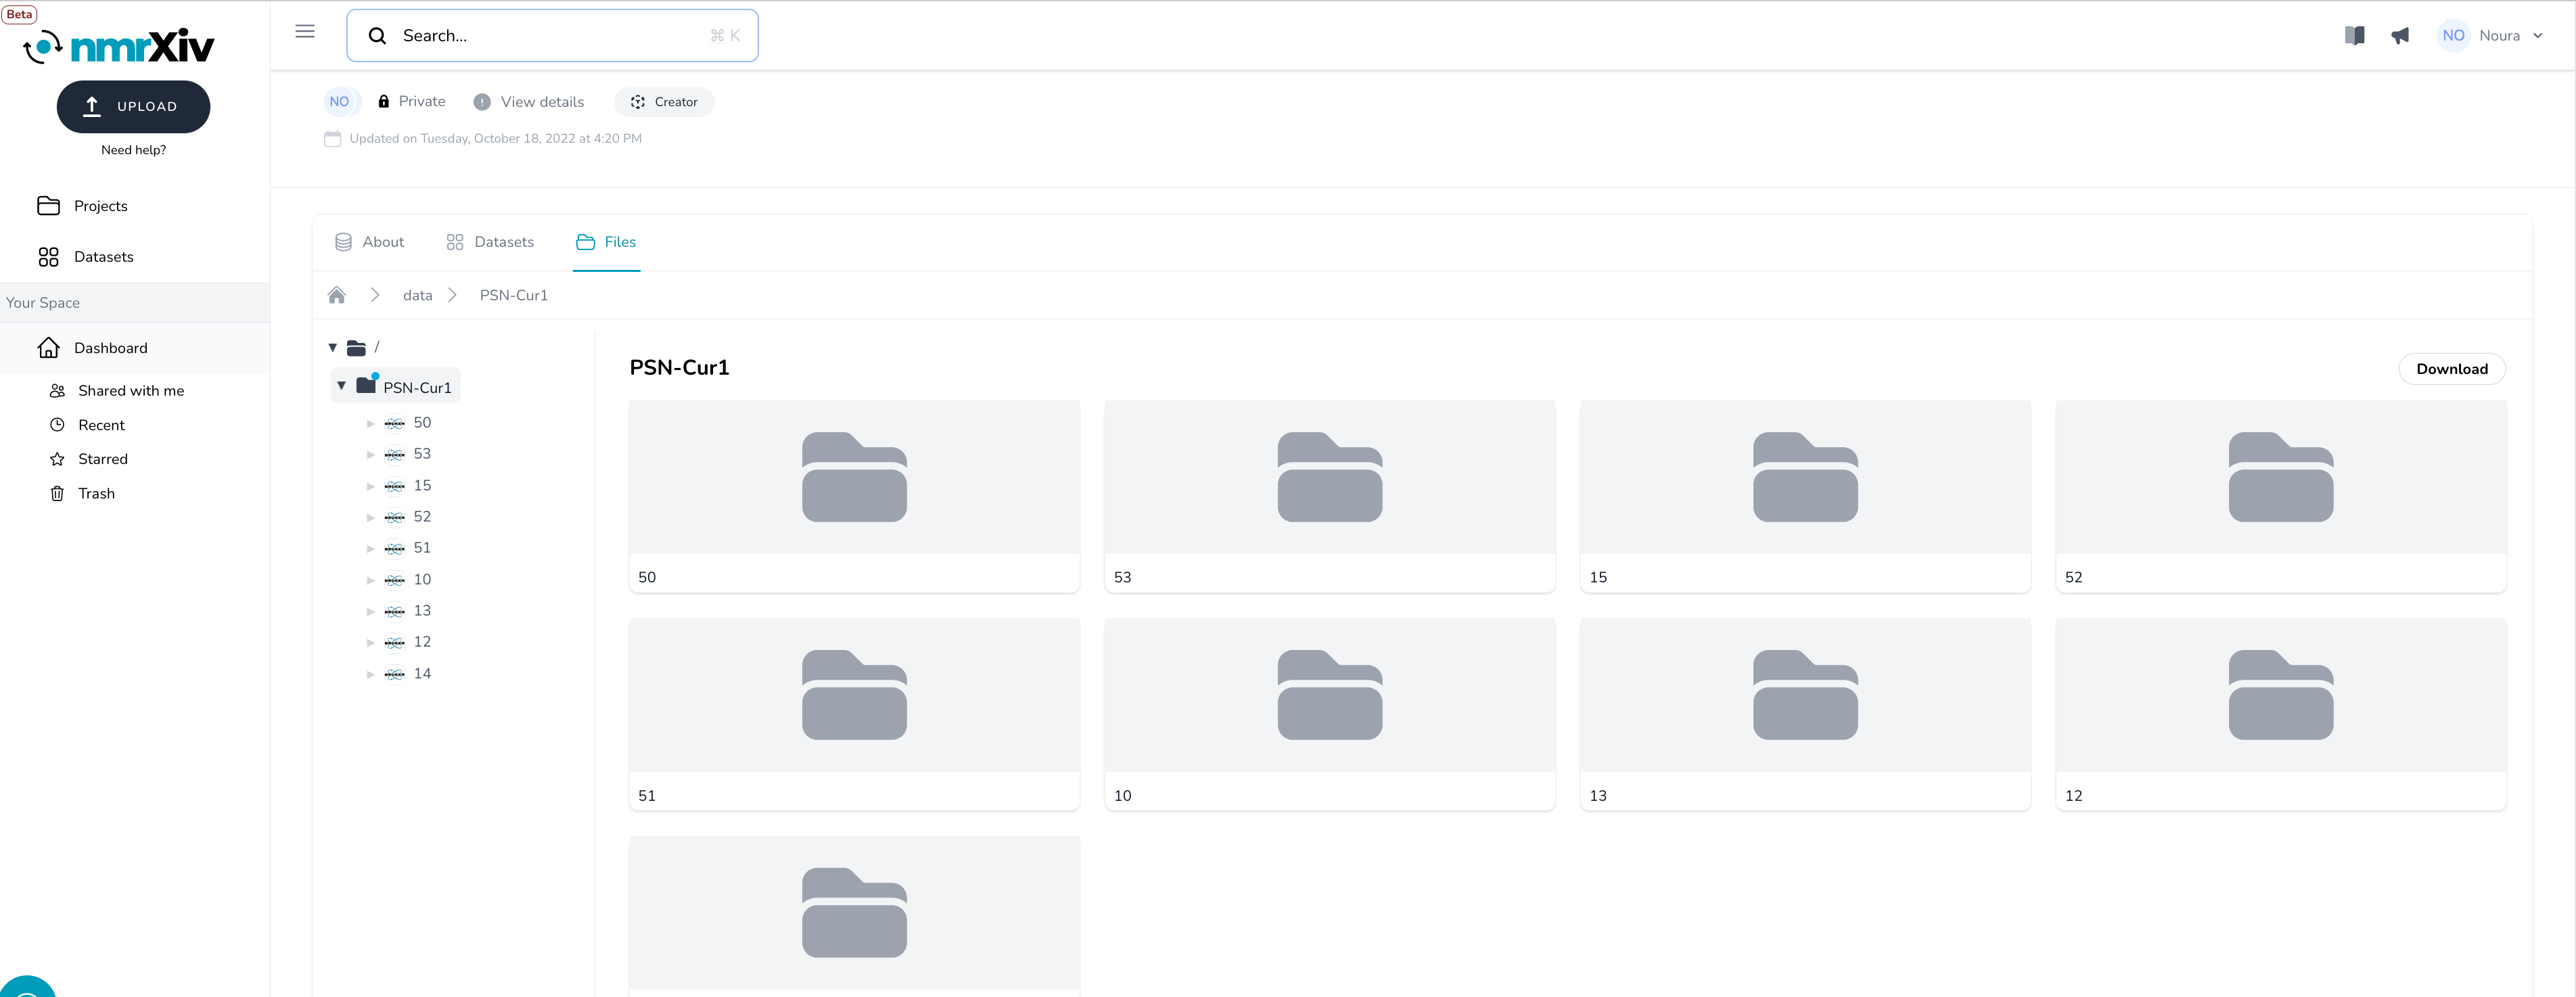 Beta
nmrXiv
UPLOAD
Need help?
Projects
Datasets
Your Space
Dashboard
Shared with me
Recent
Starred
Trash
Search...
⌘ K
NO
Noura
NO
Private
View details
Creator
Updated on Tuesday, October 18, 2022 at 4:20 PM
About
Datasets
Files
data
PSN-Cur1
/
PSN-Cur1
50
53
15
52
51
10
13
12
14
PSN-Cur1
Download
50
53
15
52
51
10
13
12